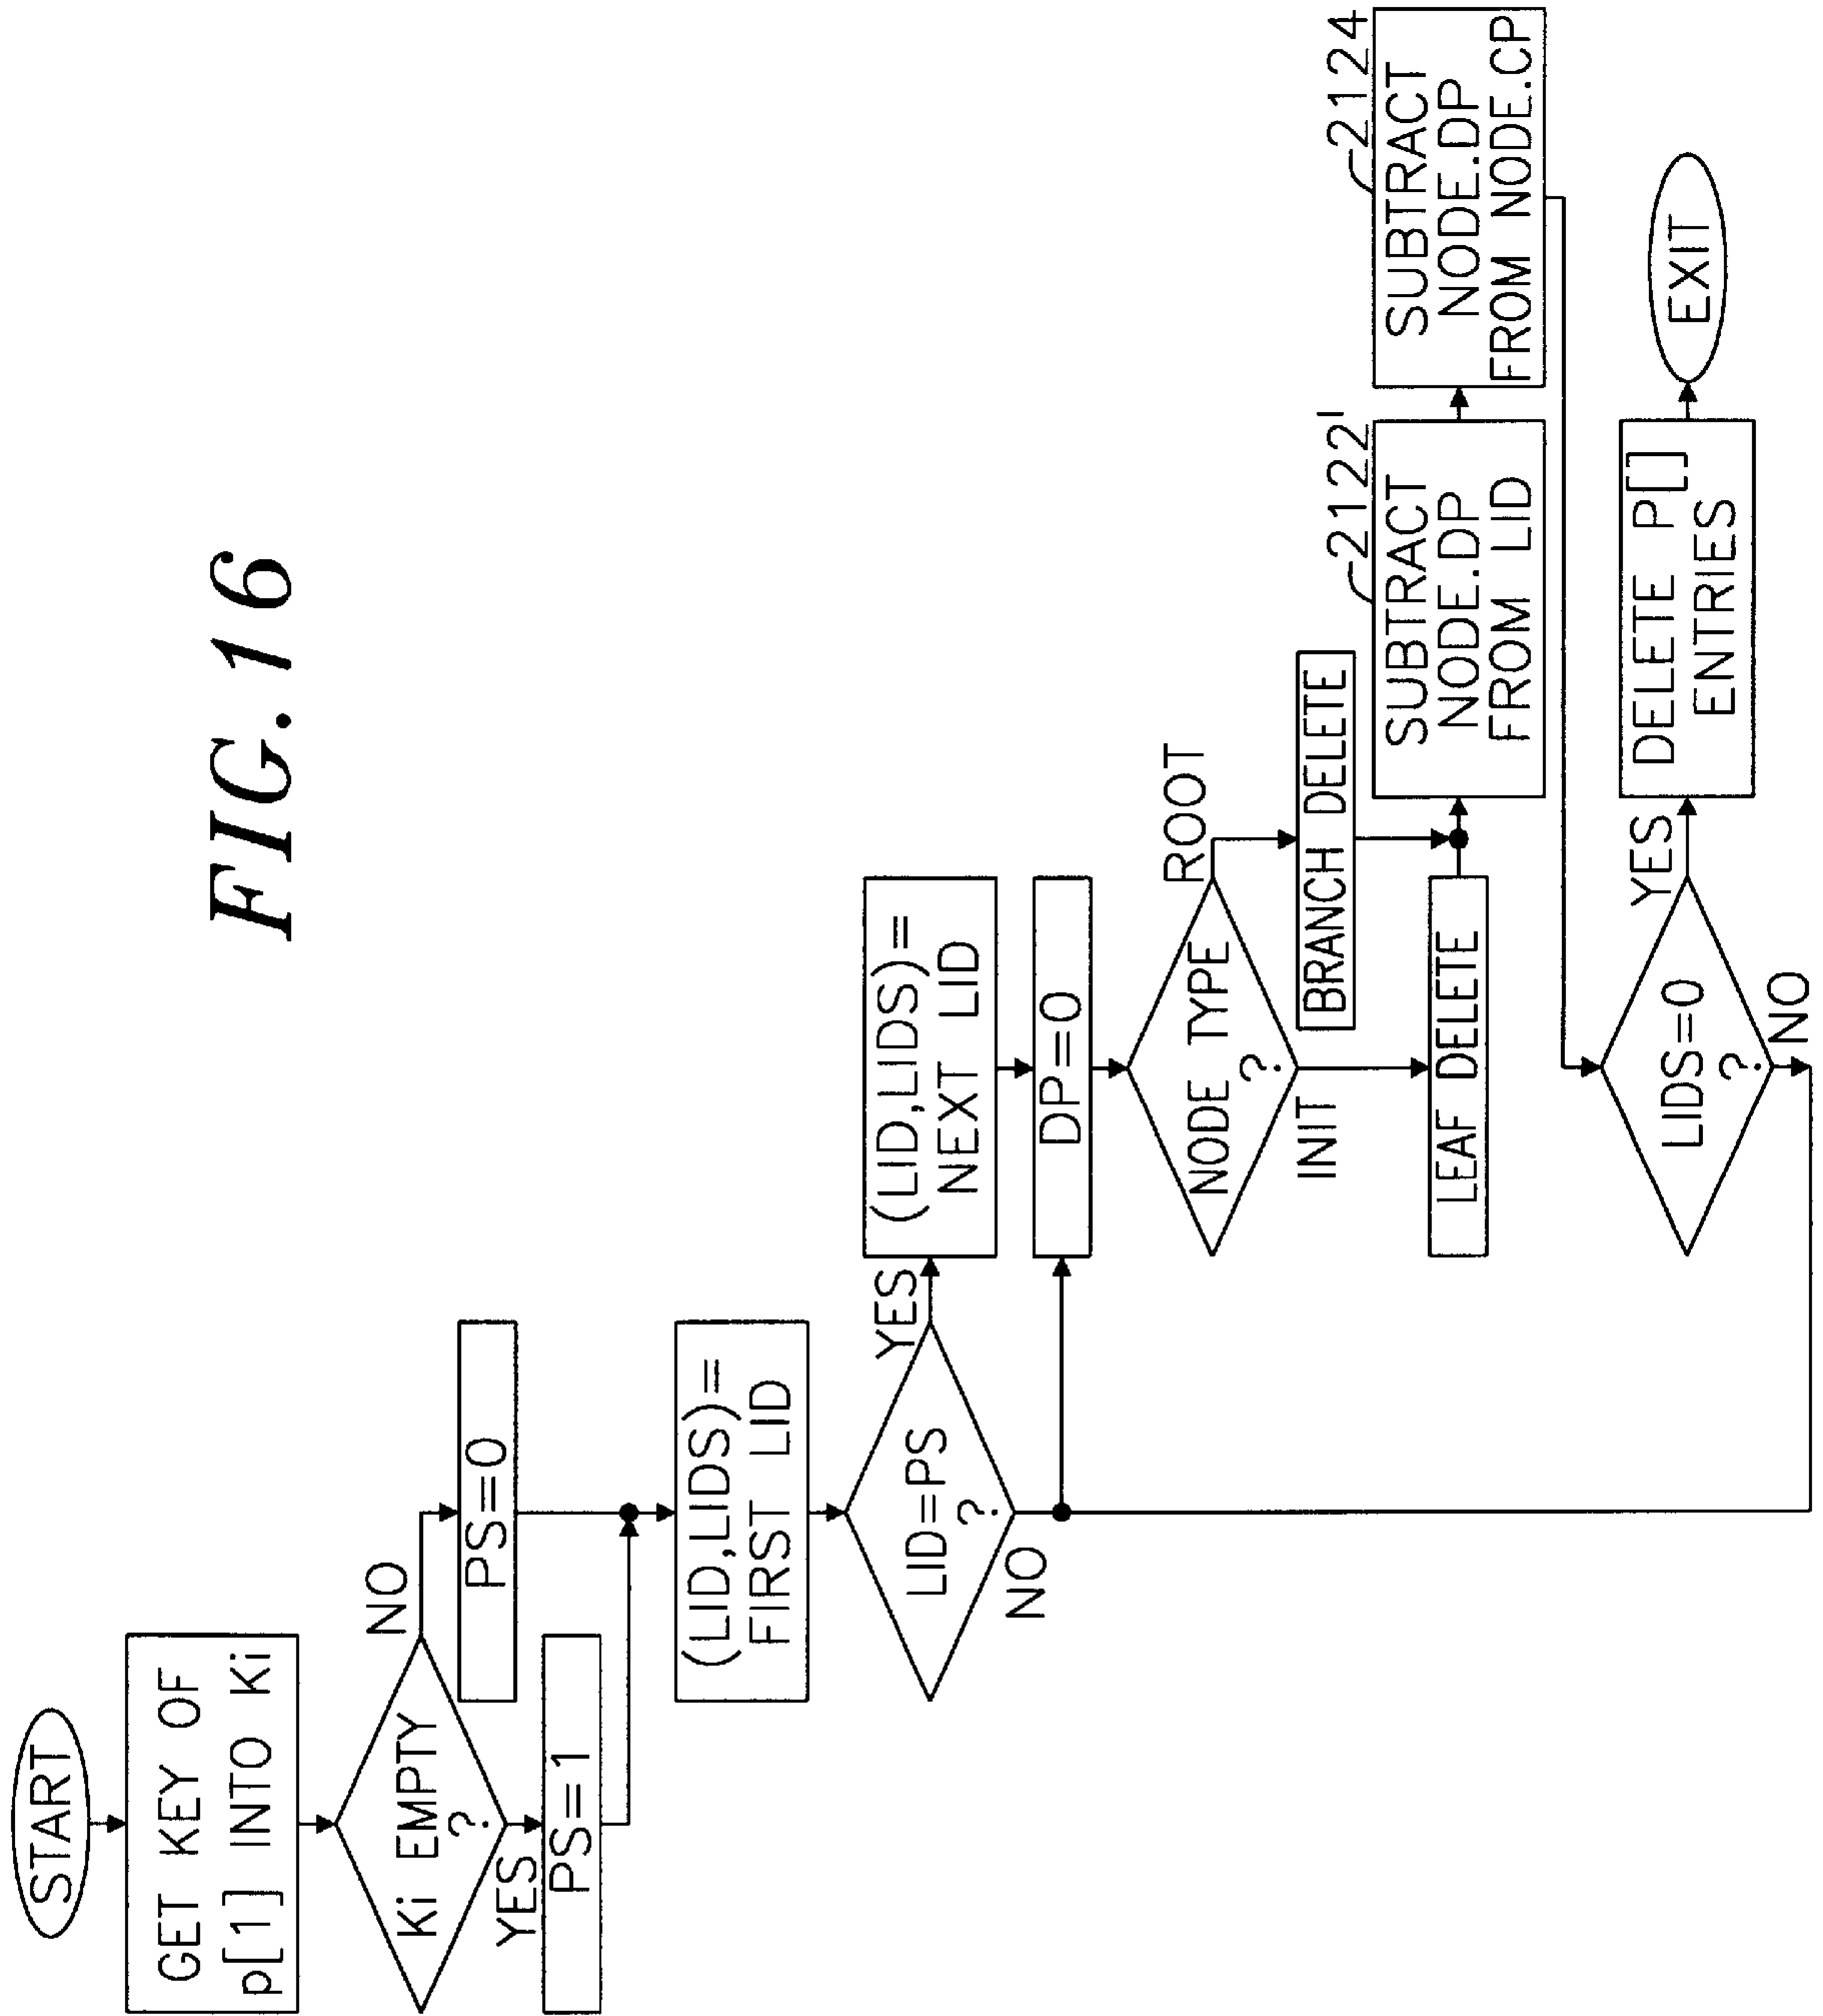 FIG. 16
START
GET KEY OF
p[1] INTO Ki
Ki EMPTY
?
NO
YES
PS=0
PS=1
(LID,LIDS)=
FIRST LID
LID=PS
?
YES
NO
(LID,LIDS)=
NEXT LID
DP=0
NODE TYPE
?
ROOT
INIT
BRANCH DELETE
LEAF DELETE
2122'
SUBTRACT
NODE.DP
FROM LID
2124
SUBTRACT
NODE.DP
FROM NODE.CP
LIDS=0
?
YES
NO
DELETE P[]
ENTRIES
EXIT